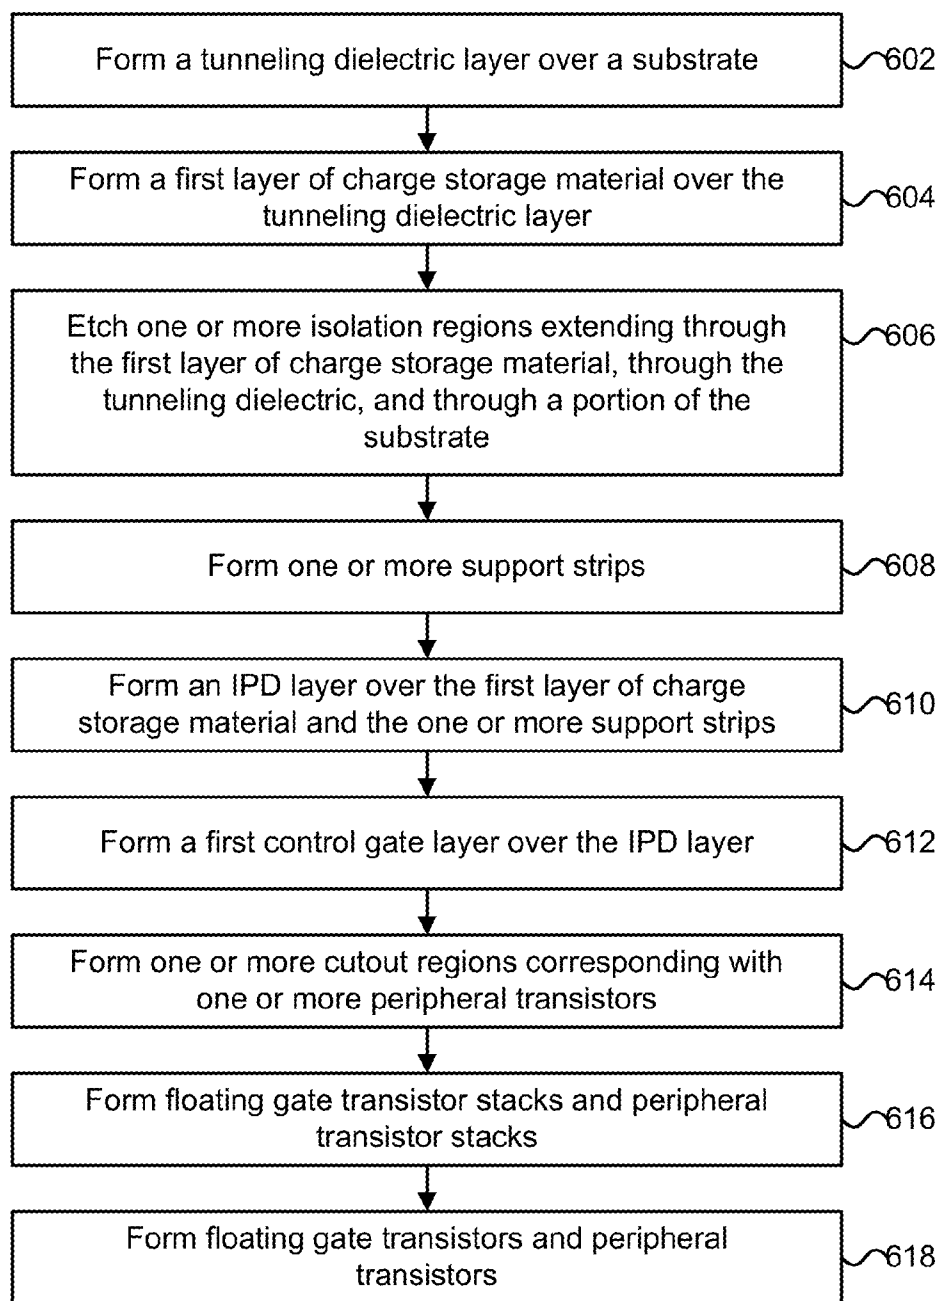 Form a tunneling dielectric layer over a substrate
602
Form a first layer of charge storage material over the
tunneling dielectric layer
604
Etch one or more isolation regions extending through
the first layer of charge storage material, through the
tunneling dielectric, and through a portion of the
substrate
606
Form one or more support strips
608
Form an IPD layer over the first layer of charge
storage material and the one or more support strips
610
Form a first control gate layer over the IPD layer
612
Form one or more cutout regions corresponding with
one or more peripheral transistors
614
Form floating gate transistor stacks and peripheral
transistor stacks
616
Form floating gate transistors and peripheral
transistors
618